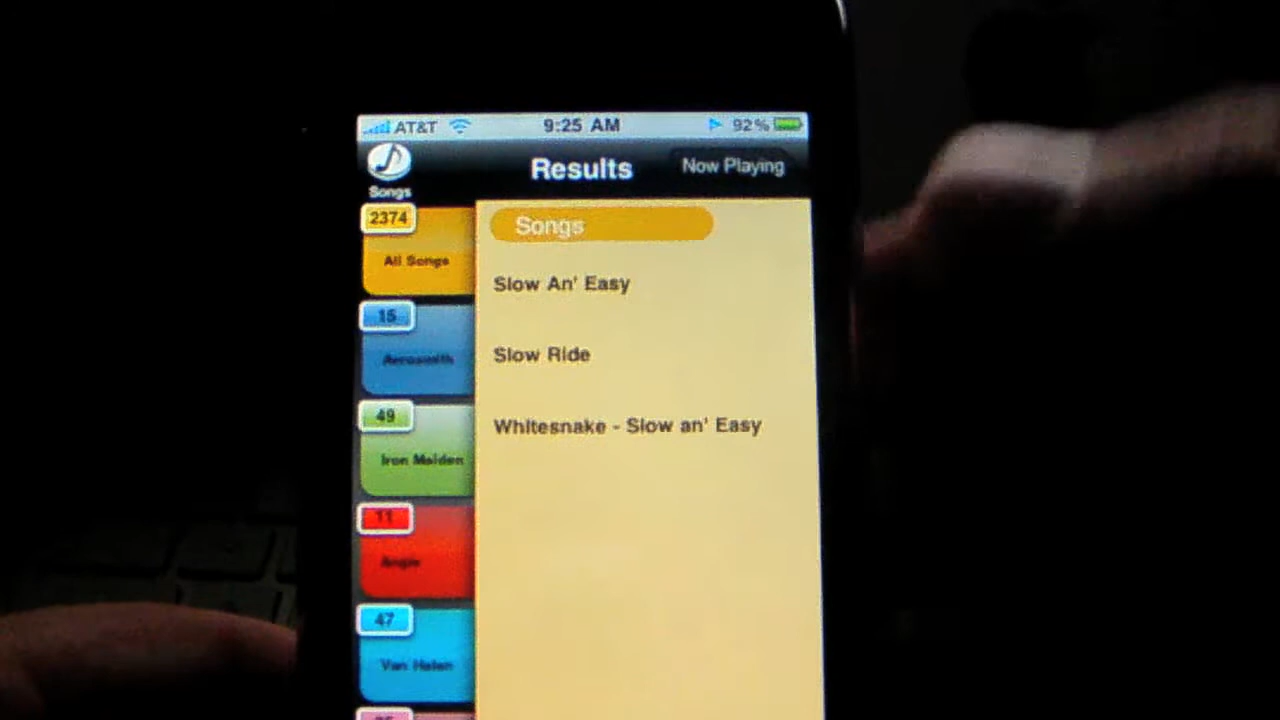 AT&T 9:25 AM 92%
Songs
Results
Now Playing
2374
All Songs
15
Aerosmith
49
Iron Maiden
11
Angie
47
Van Halen
Songs
Slow An' Easy
Slow Ride
Whitesnake - Slow an' Easy